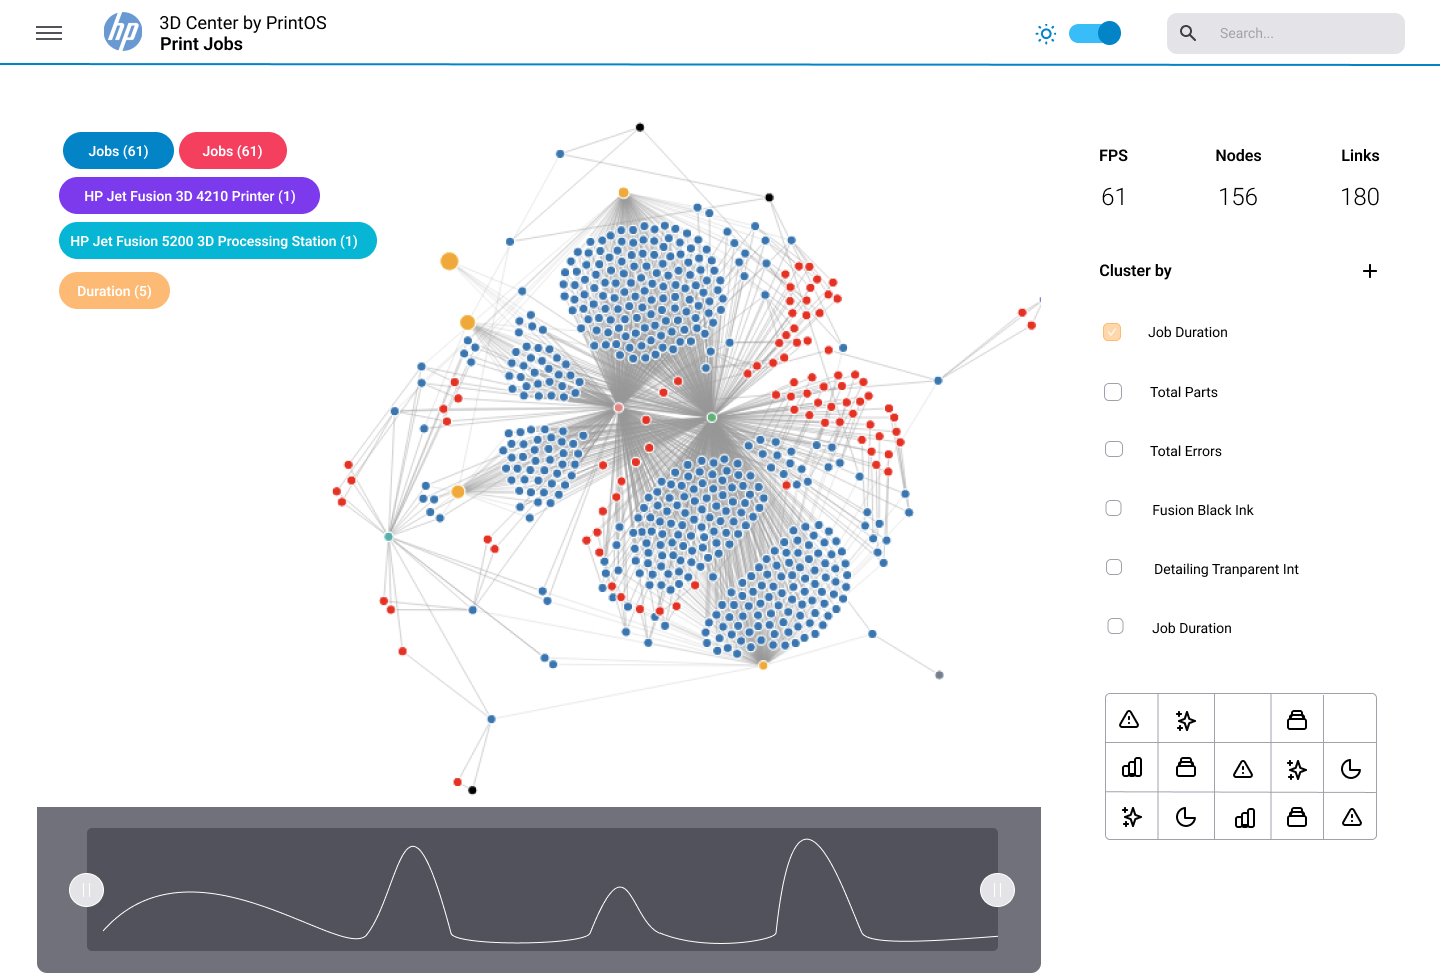 hp
3D Center by PrintOS
Print Jobs
Search...
Jobs (61)
Jobs (61)
HP Jet Fusion 3D 4210 Printer (1)
HP Jet Fusion 5200 3D Processing Station (1)
Duration (5)
FPS
Nodes
Links
61
156
180
Cluster by
Job Duration
Total Parts
Total Errors
Fusion Black Ink
Detailing Tranparent Int
Job Duration